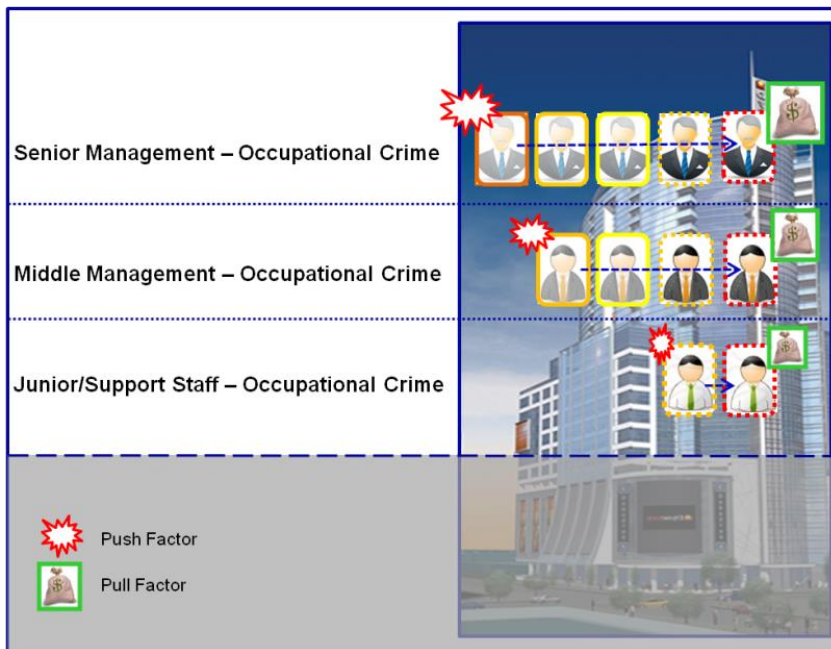 Senior Management – Occupational Crime
Middle Management – Occupational Crime
Junior/Support Staff – Occupational Crime
Push Factor
Pull Factor